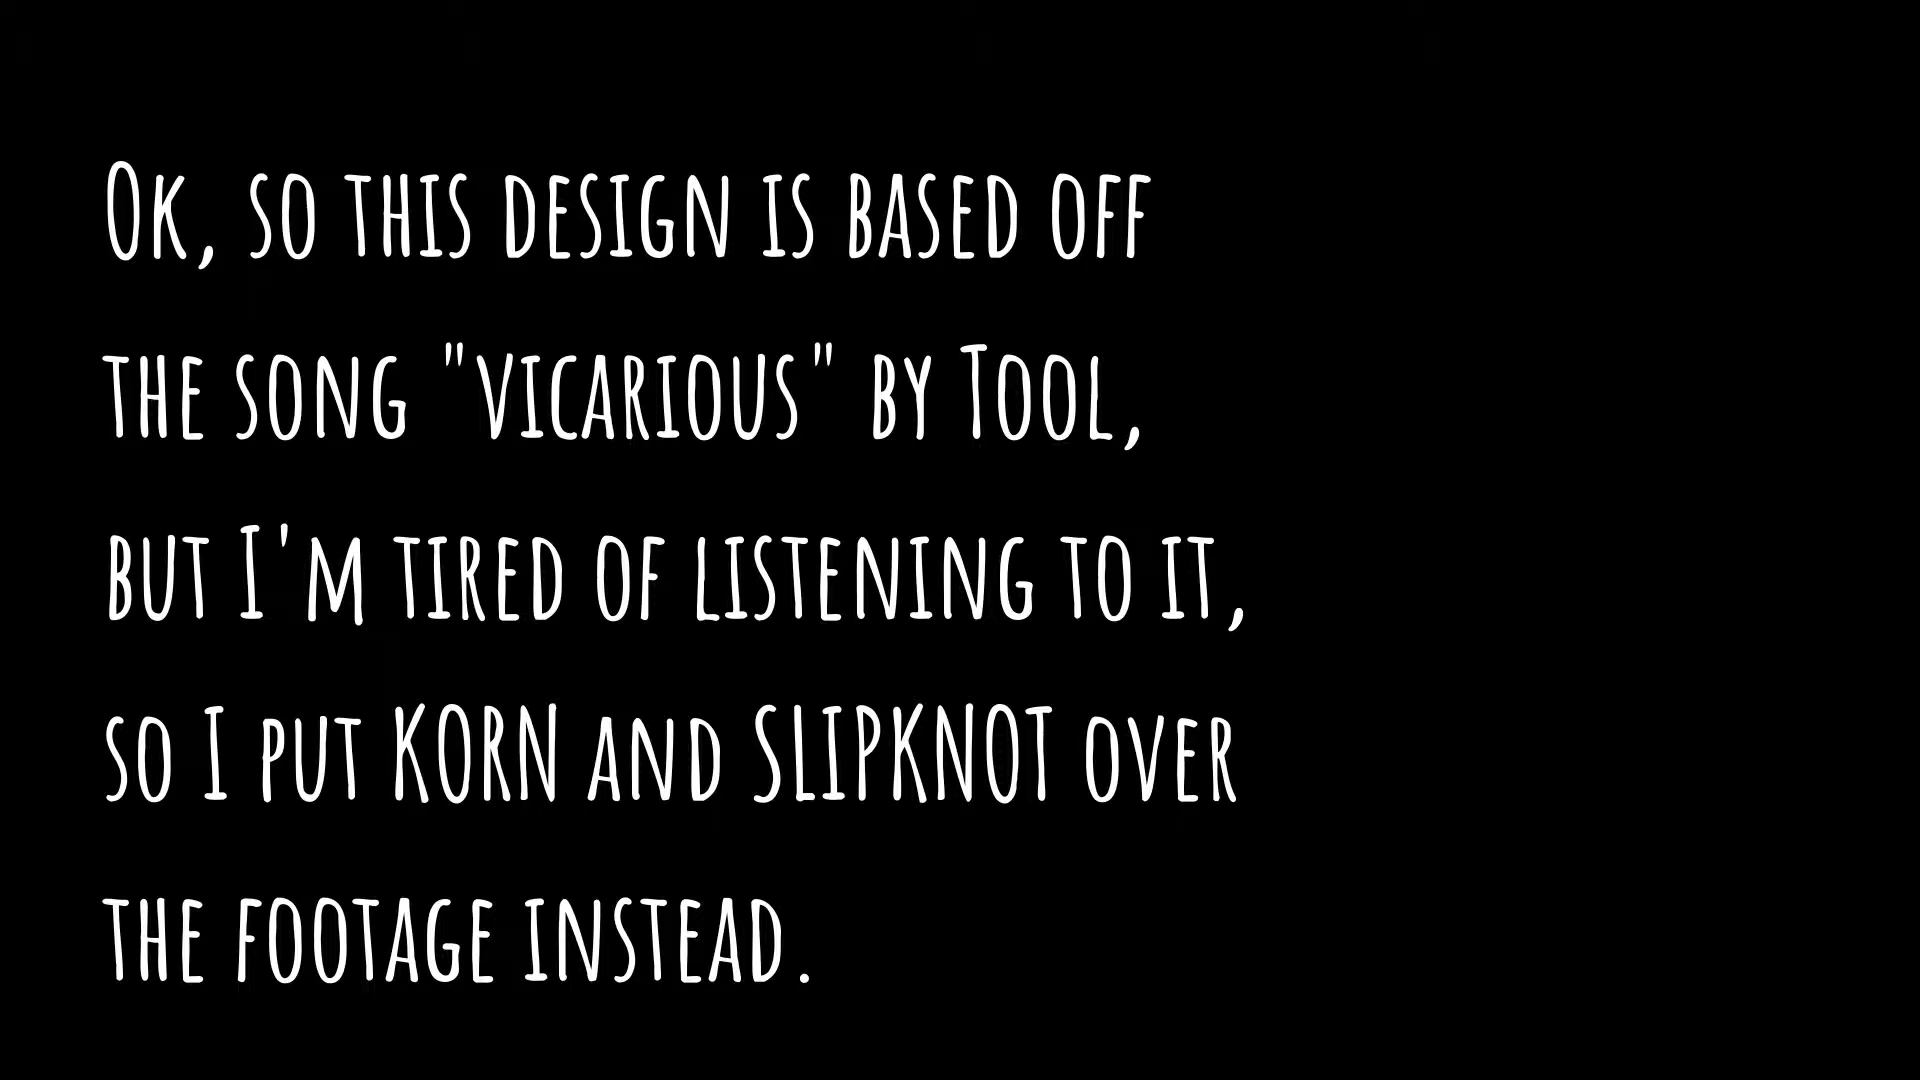 Ok, so this design is based off
the song "vicarious" by Tool,
but I'm tired of listening to it,
so I put KORN and SLIPKNOT over
the footage instead.